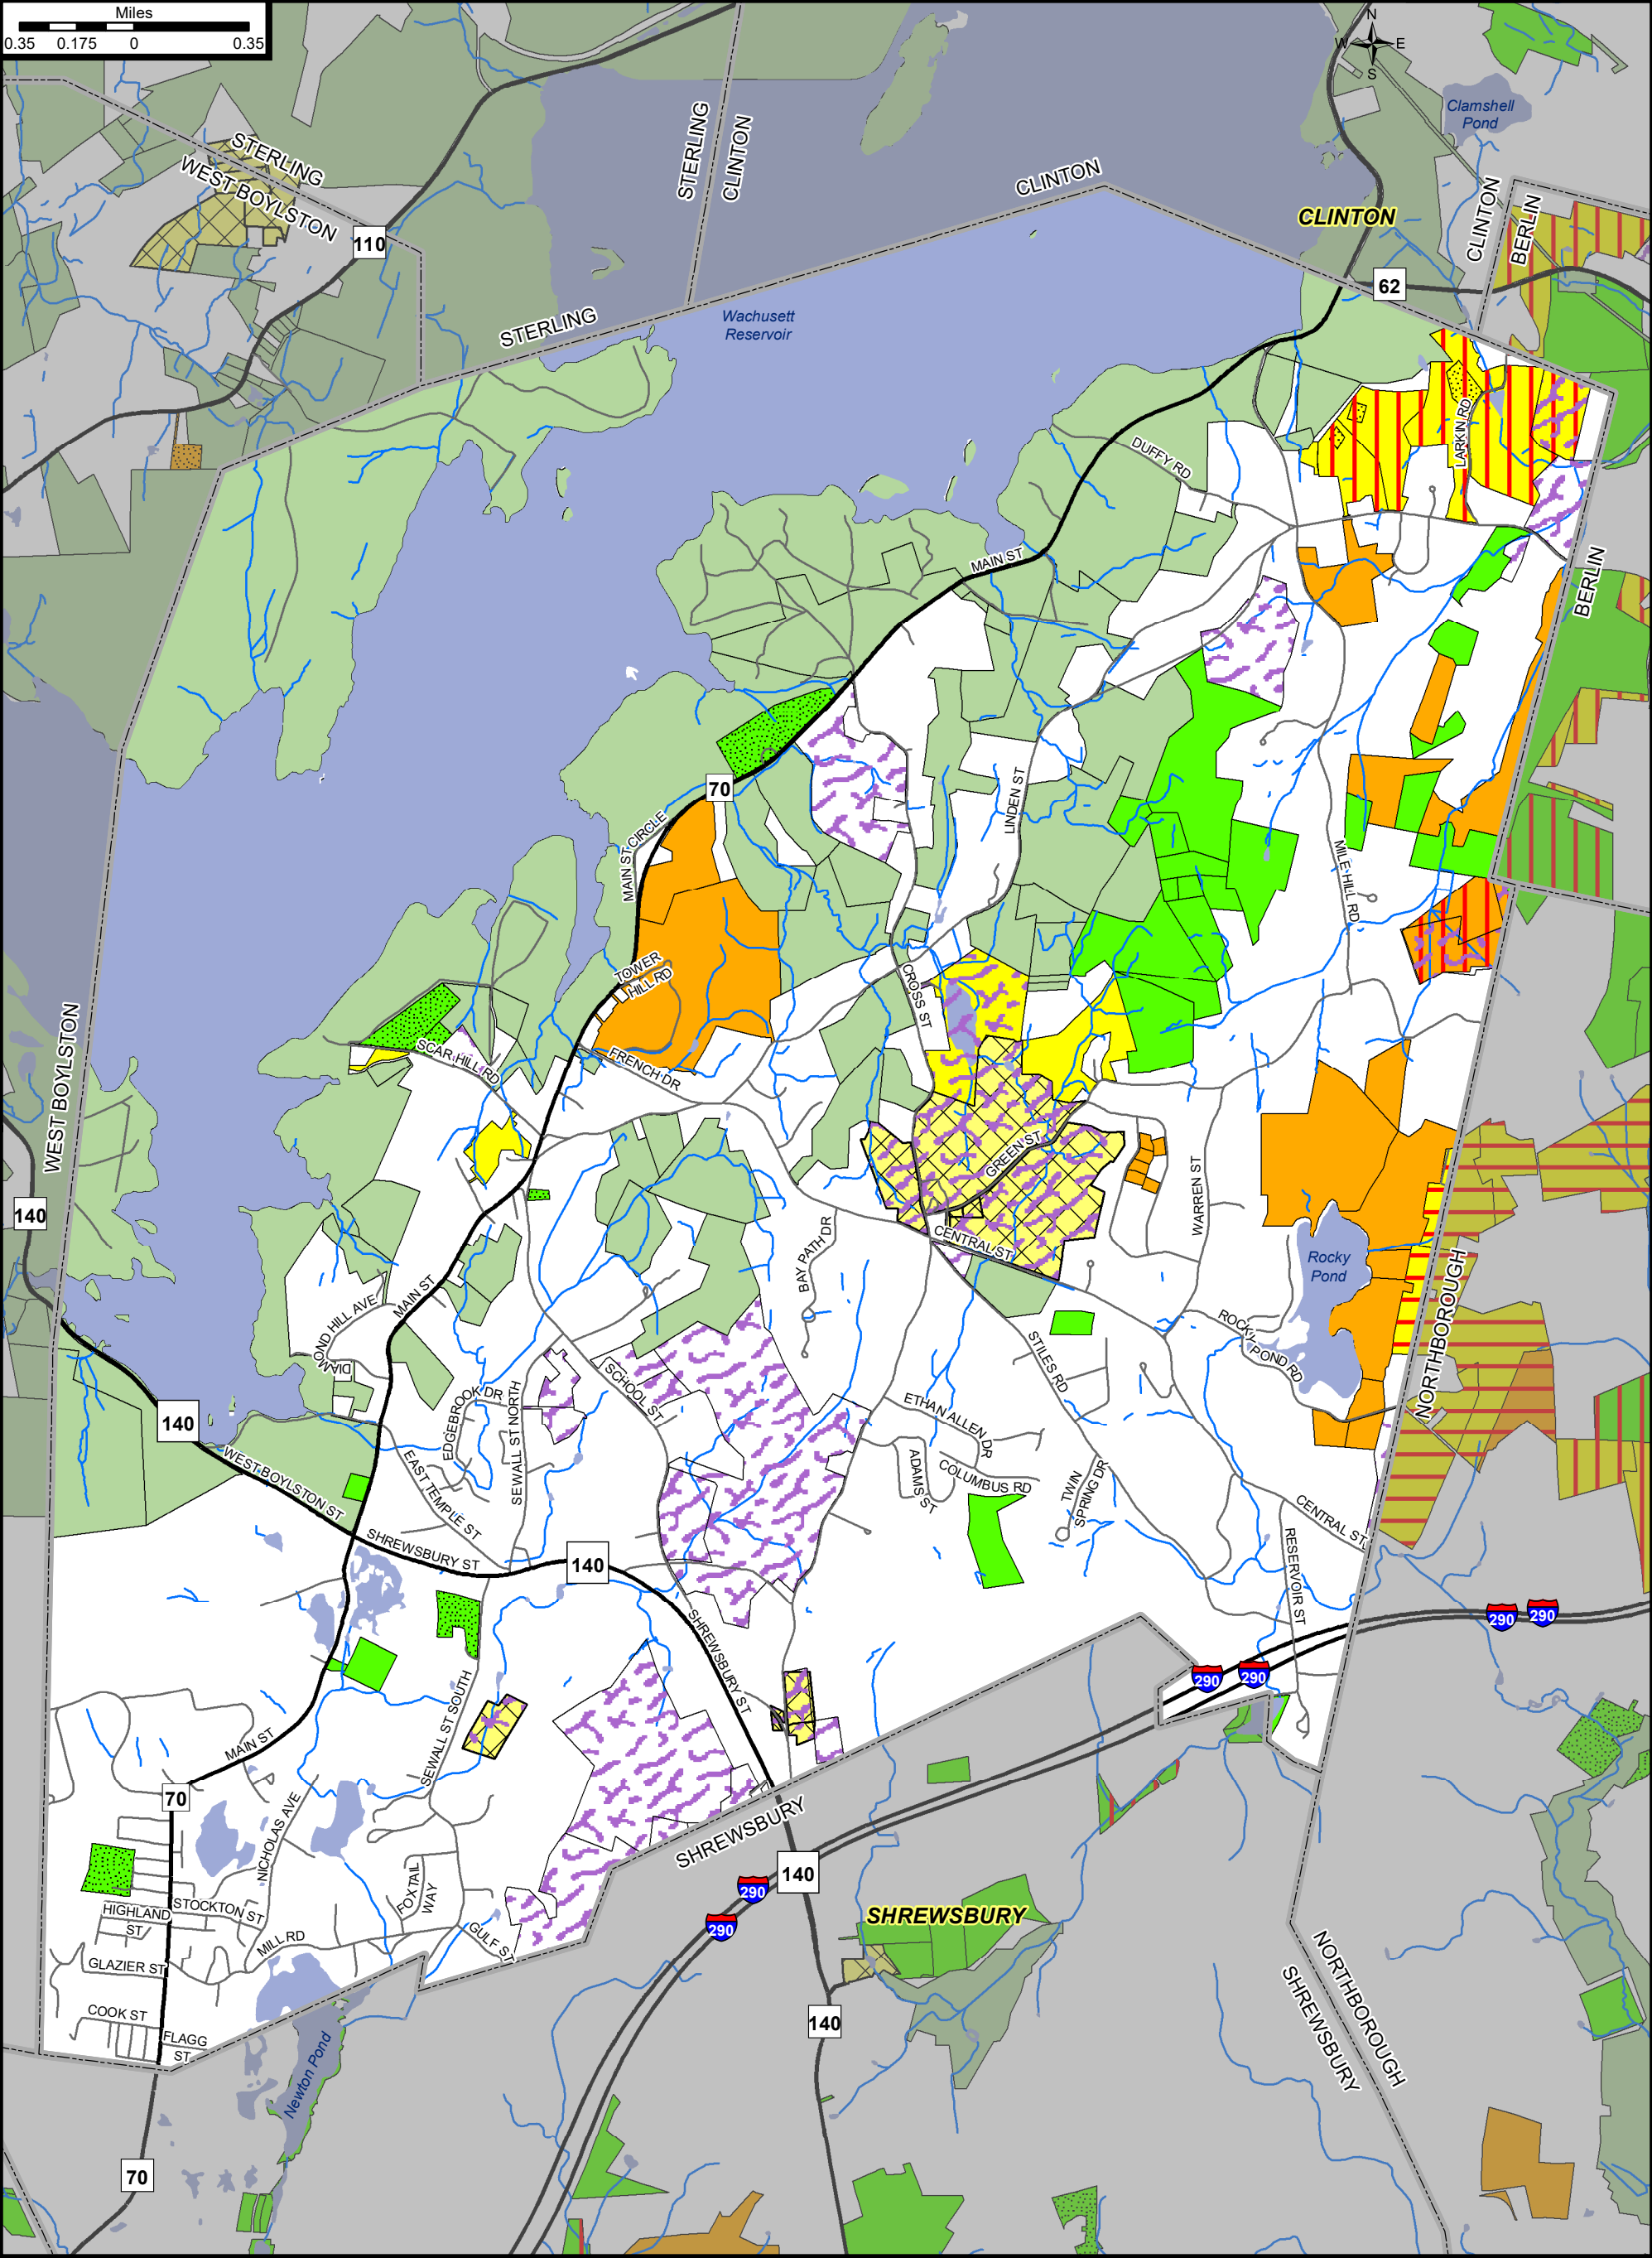 Miles
0.35 0.175 0 0.35
N
W E
S
Clamshell
Pond
STERLING
WEST BOYLSTON
110
STERLING
CLINTON
CLINTON
CLINTON
CLINTON
BERLIN
62
STERLING
Wachusett
Reservoir
LARKIN RD
DUFFY RD
MAIN ST
BERLIN
70
MAIN ST CIRCLE
LINDEN ST
MILE HILL RD
TOWER
HILL RD
CROSS ST
SCAR HILL RD
FRENCH DR
WEST BOYLSTON
140
GREEN ST
WARREN ST
CENTRAL ST
BAY PATH DR
Rocky
Pond
MAIN ST
DIAMOND HILL AVE
NORTHBOROUGH
ROCKY
POND RD
STILES RD
SCHOOL ST
EDGEBROOK DR
SEWALL ST NORTH
ETHAN ALLEN DR
140
ADAMS ST
COLUMBUS RD
TWIN
SPRING DR
WEST BOYLSTON ST
EAST TEMPLE ST
CENTRAL ST
SHREWSBURY ST
140
RESERVOIR ST
SHREWSBURY ST
290 290
290 290
SEWALL ST SOUTH
MAIN ST
70
NICHOLAS AVE
SHREWSBURY
140
290
290
FOXTAIL
WAY
HIGHLAND
ST
STOCKTON ST
MILL RD
GULF ST
SHREWSBURY
GLAZIER ST
COOK ST
FLAGG
ST
NORTHBOROUGH
SHREWSBURY
140
Newton Pond
70